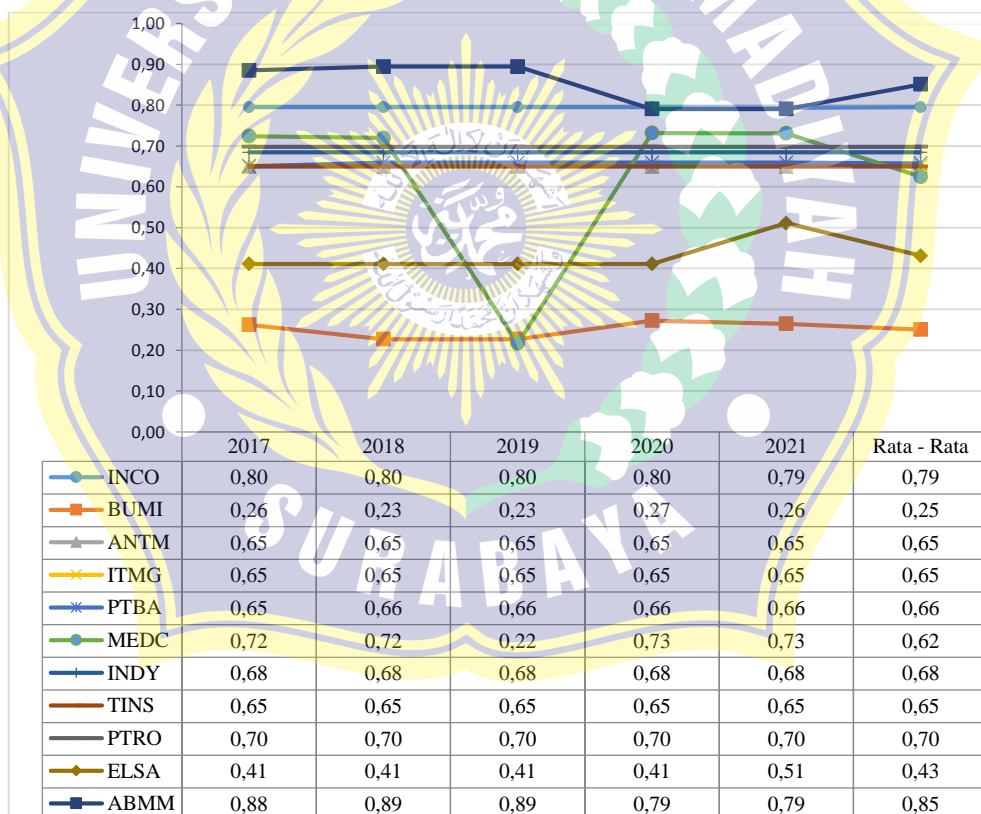 UNIVERS MADIYAH
1,00
0,90
0,80
0,70
0,60
0,50
0,40
0,30
0,20
0,10
0,00
2017 2018 2019 2020 2021 Rata - Rata
INCO 0,80 0,80 0,80 0,80 0,79 0,79
BUMI 0,26 0,23 0,23 0,27 0,26 0,25
ANTM 0,65 0,65 0,65 0,65 0,65 0,65
ITMG 0,65 0,65 0,65 0,65 0,65 0,65
PTBA 0,65 0,66 0,66 0,66 0,66 0,66
MEDC 0,72 0,72 0,22 0,73 0,73 0,62
INDY 0,68 0,68 0,68 0,68 0,68 0,68
TINS 0,65 0,65 0,65 0,65 0,65 0,65
PTRO 0,70 0,70 0,70 0,70 0,70 0,70
ELSA 0,41 0,41 0,41 0,41 0,51 0,43
ABMM 0,88 0,89 0,89 0,79 0,79 0,85
SURABAYA